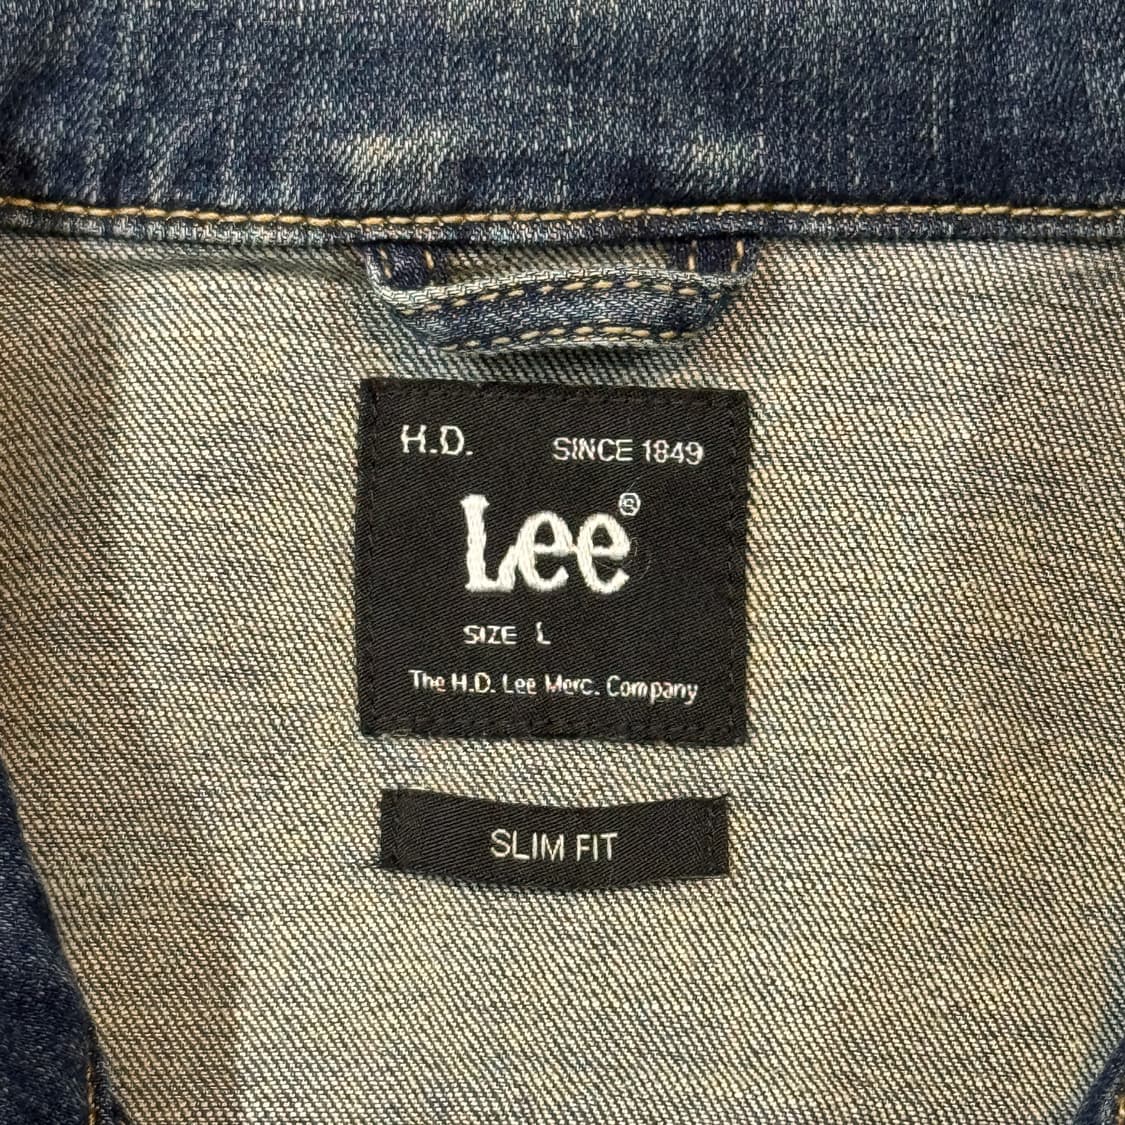 H.D. SINCE 1849
Lee®
SIZE L
The H.D. Lee Merc. Company
SLIM FIT